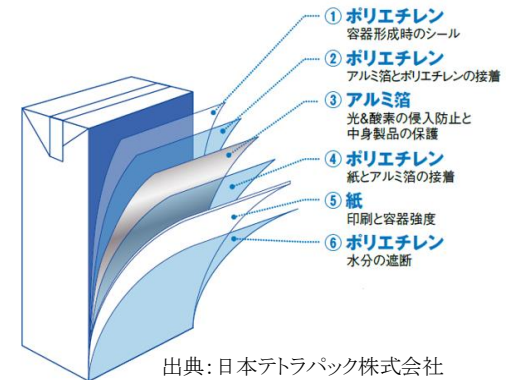 ① ポリエチレン
容器形成時のシール
② ポリエチレン
アルミ箔とポリエチレンの接着
③ アルミ箔
光&酸素の侵入防止と
中身製品の保護
④ ポリエチレン
紙とアルミ箔の接着
⑤ 紙
印刷と容器強度
⑥ ポリエチレン
水分の遮断
出典：日本テトラパック株式会社